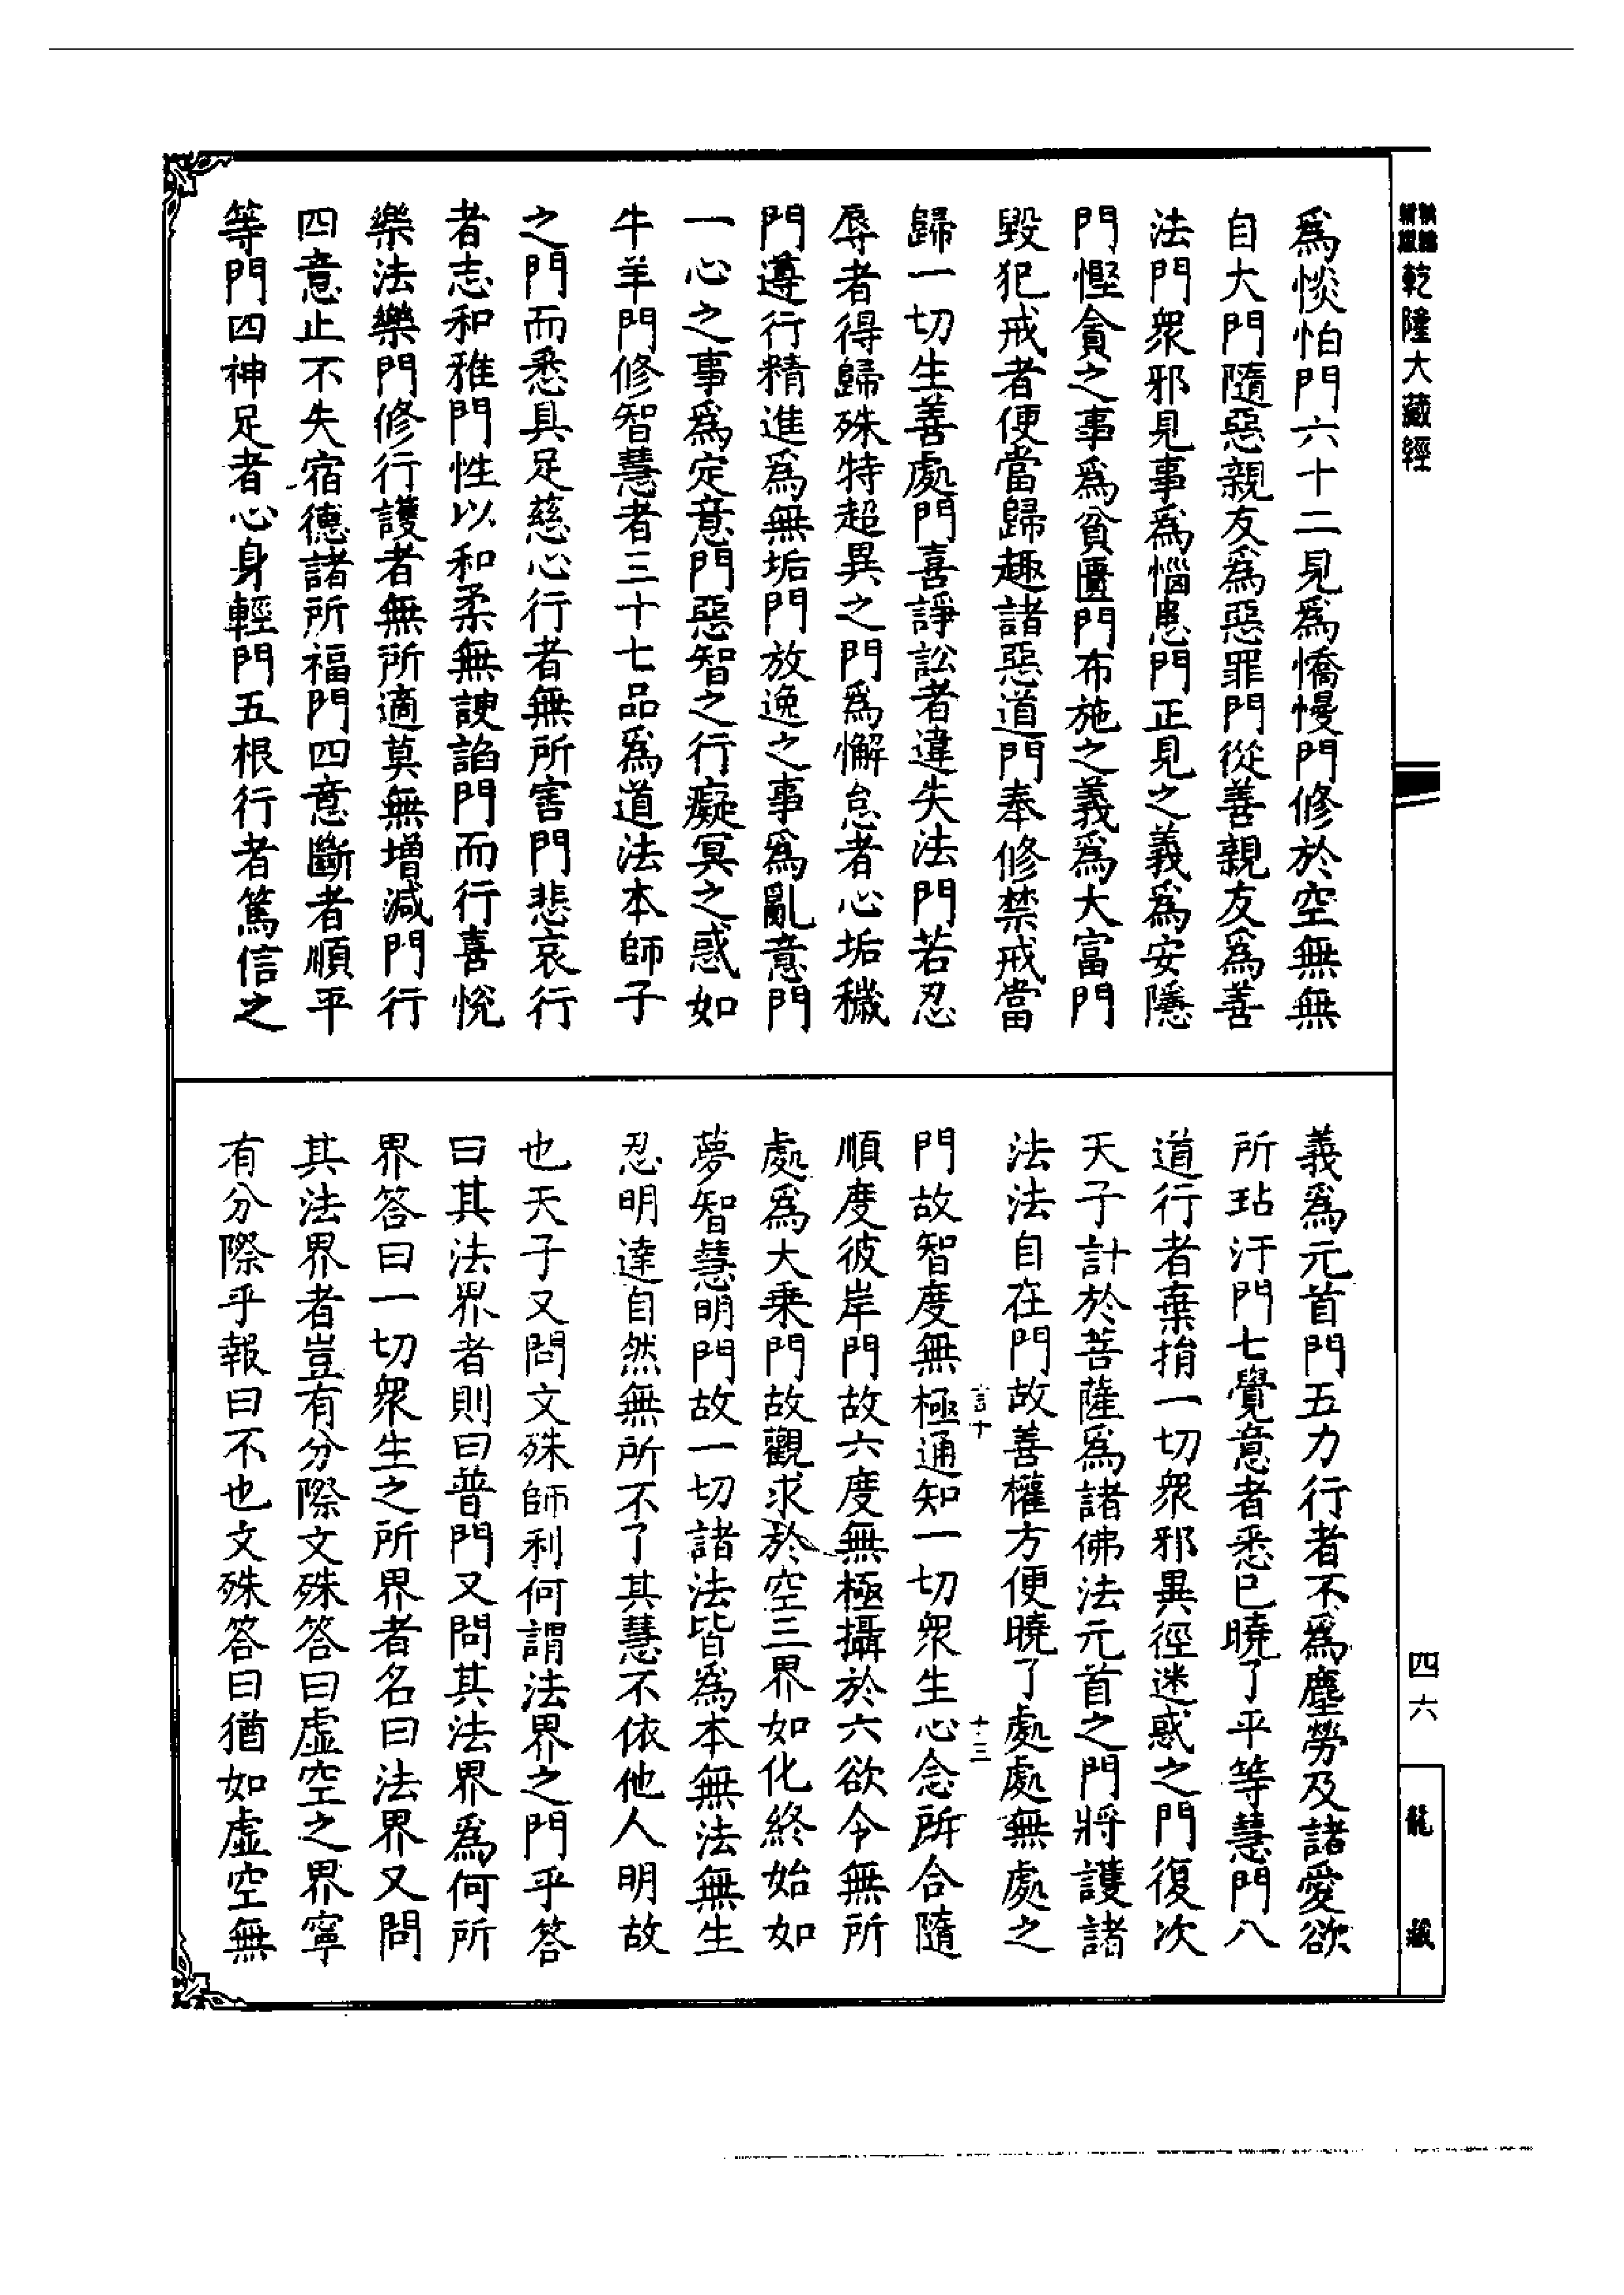 乾隆大藏經
爲惔怕門六十二見爲憍慢門修於空無無
自大門隨惡親友爲惡罪門從善親友爲善
法門衆邪見事爲惱患門正見之義爲安隱
門慳貪之事爲貧匱門布施之義爲大富門
毀犯戒者便當歸趣諸惡道門奉修禁戒當
歸一切生善處門喜諍訟者違失法門若忍
辱者得歸殊特超異之門爲懈怠者心垢穢
門遵行精進爲無垢門放逸之事爲亂意門
一心之事爲定意門惡智之行癡冥之惑如
牛羊門修智慧者三十七品爲道法本師子
之門而悉具足慈心行者無所害門悲哀行
者志和雅門性以和柔無諛諂門而行喜悅
樂法樂門修行護者無所適莫無增減門行
四意止不失宿德諸所福門四意斷者順平
等門四神足者心身輕門五根行者篤信之
義爲元首門五力行者不爲塵勞及諸愛欲
所玷汙門七覺意者悉已曉了平等慧門八
道行者棄捐一切衆邪異徑迷惑之門復次
天子計於菩薩爲諸佛法元首之門將護諸
法法自在門故善權方便曉了處處無處之
門故智度無極通知一切衆生心念所合隨
言十
十三
順度彼岸門故六度無極攝於六欲令無所
處爲大乘門故觀求於空三界如化終始如
夢智慧明門故一切諸法皆爲本無法無生
忍明達自然無所不了其慧不依他人明故
也天子又問文殊師利何謂法界之門乎答
曰其法界者則曰普門又問其法界爲何所
界答曰一切衆生之所界者名曰法界又問
其法界者豈有分際文殊答曰虛空之界寧
有分際乎報曰不也文殊答曰猶如虛空無
四六
龍藏